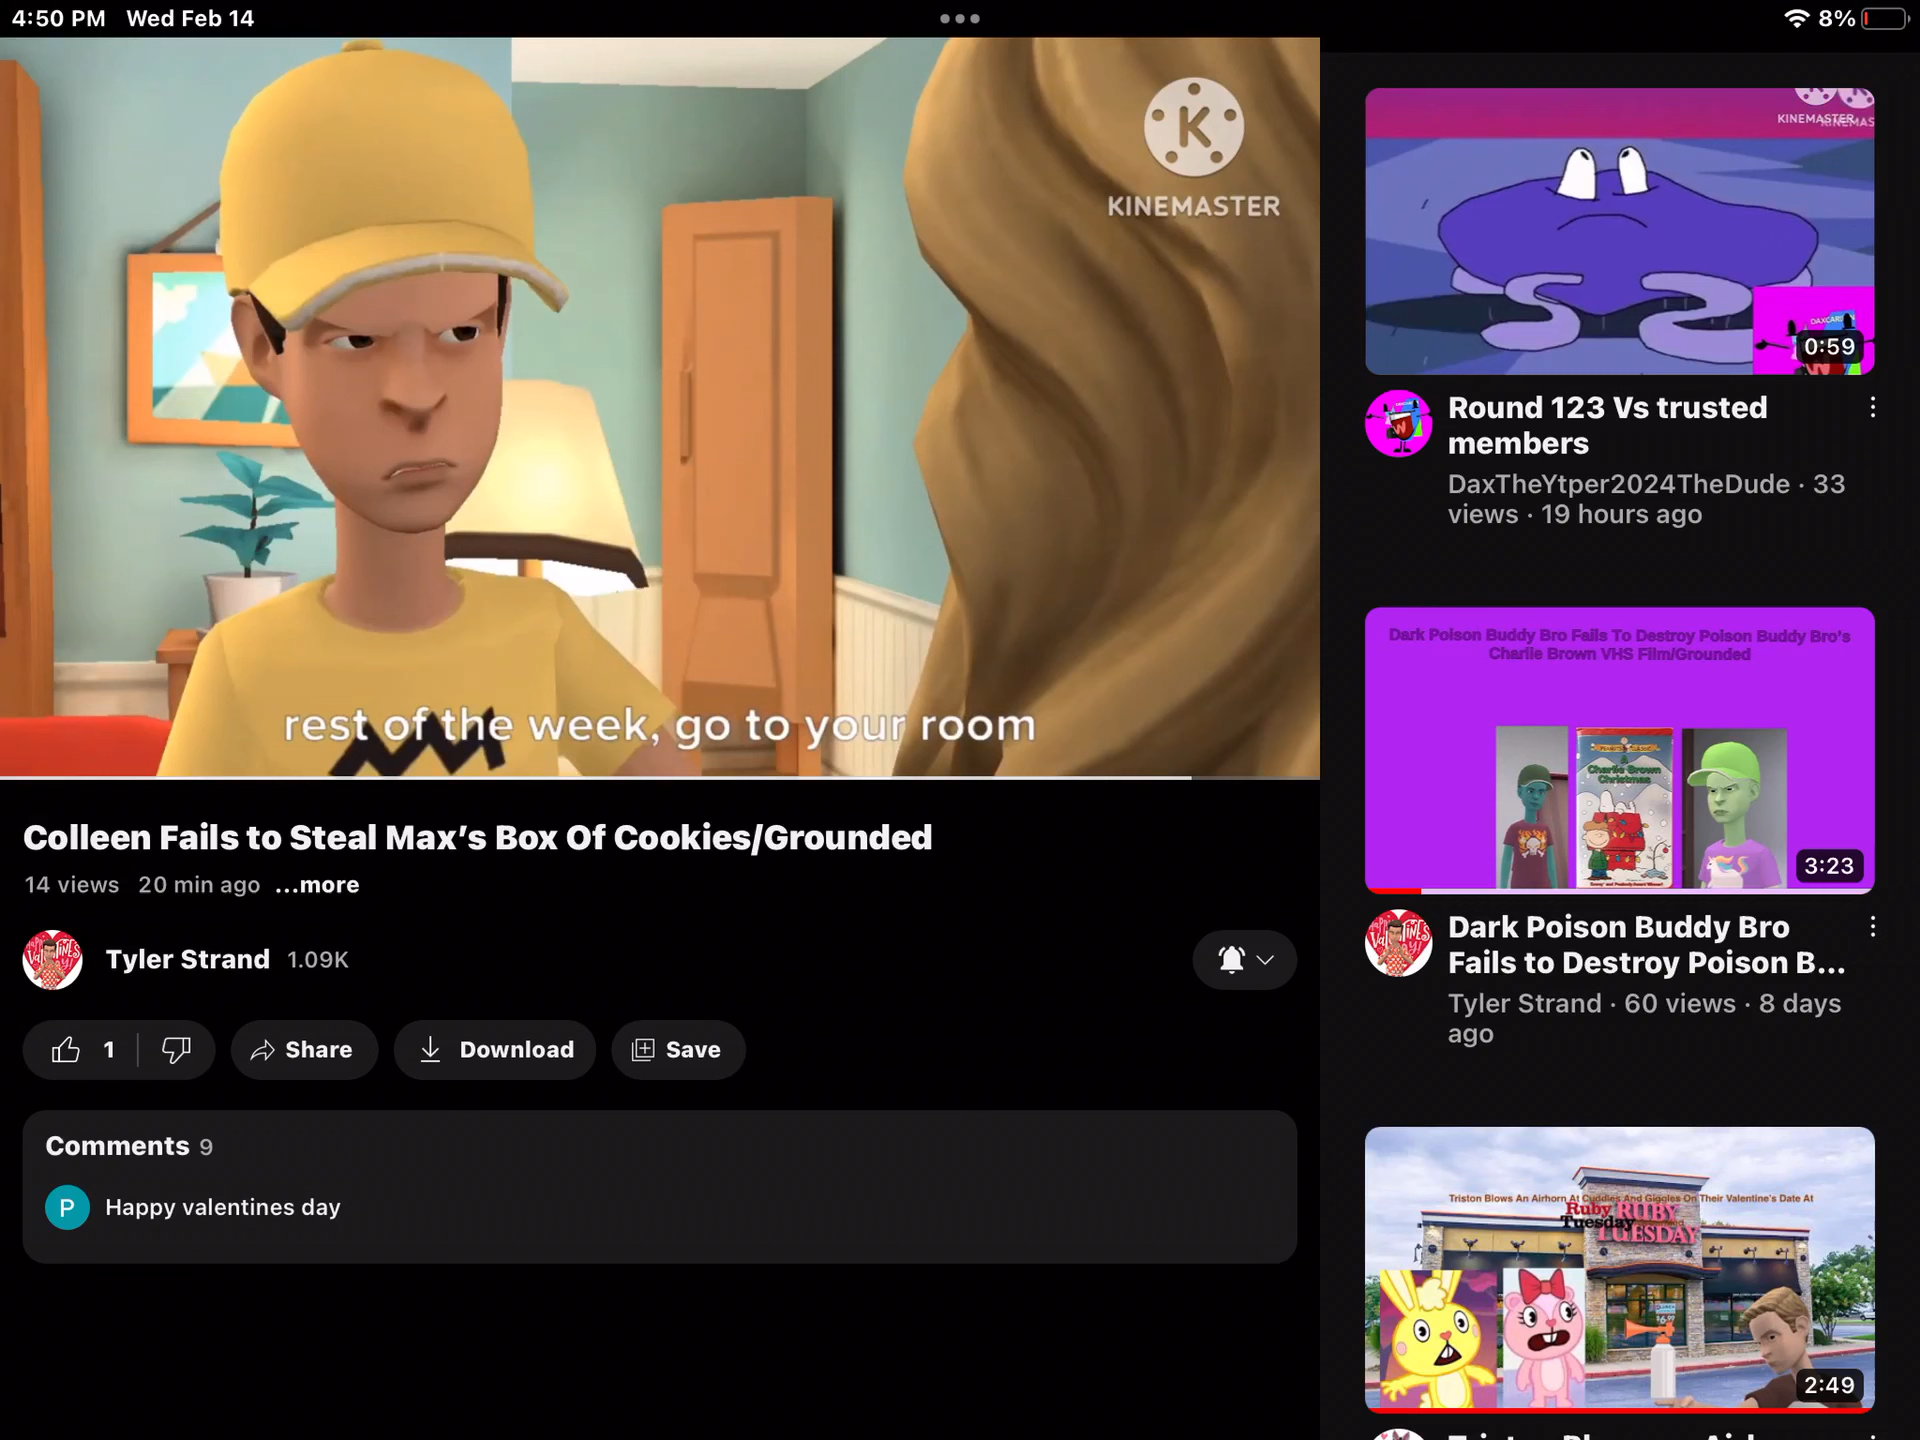 4:50 PM Wed Feb 14
8%
K
KINEMASTER
rest of the week, go to your room
Colleen Fails to Steal Max’s Box Of Cookies/Grounded
14 views 20 min ago ...more
Tyler Strand 1.09K
1 Share Download Save
Comments 9
P Happy valentines day
KINEMASTER
0:59
Round 123 Vs trusted
members
DaxTheYtper2024TheDude · 33
views · 19 hours ago
Dark Poison Buddy Bro Fails To Destroy Poison Buddy Bro's
Charlie Brown VHS Film/Grounded
A
Charlie Brown
Christmas
3:23
Dark Poison Buddy Bro
Fails to Destroy Poison B...
Tyler Strand · 60 views · 8 days
ago
Triston Blows An Airhorn At Cuddles And Giggles On Their Valentine's Date At
Ruby
Tuesday
RUBY
TUESDAY
2:49